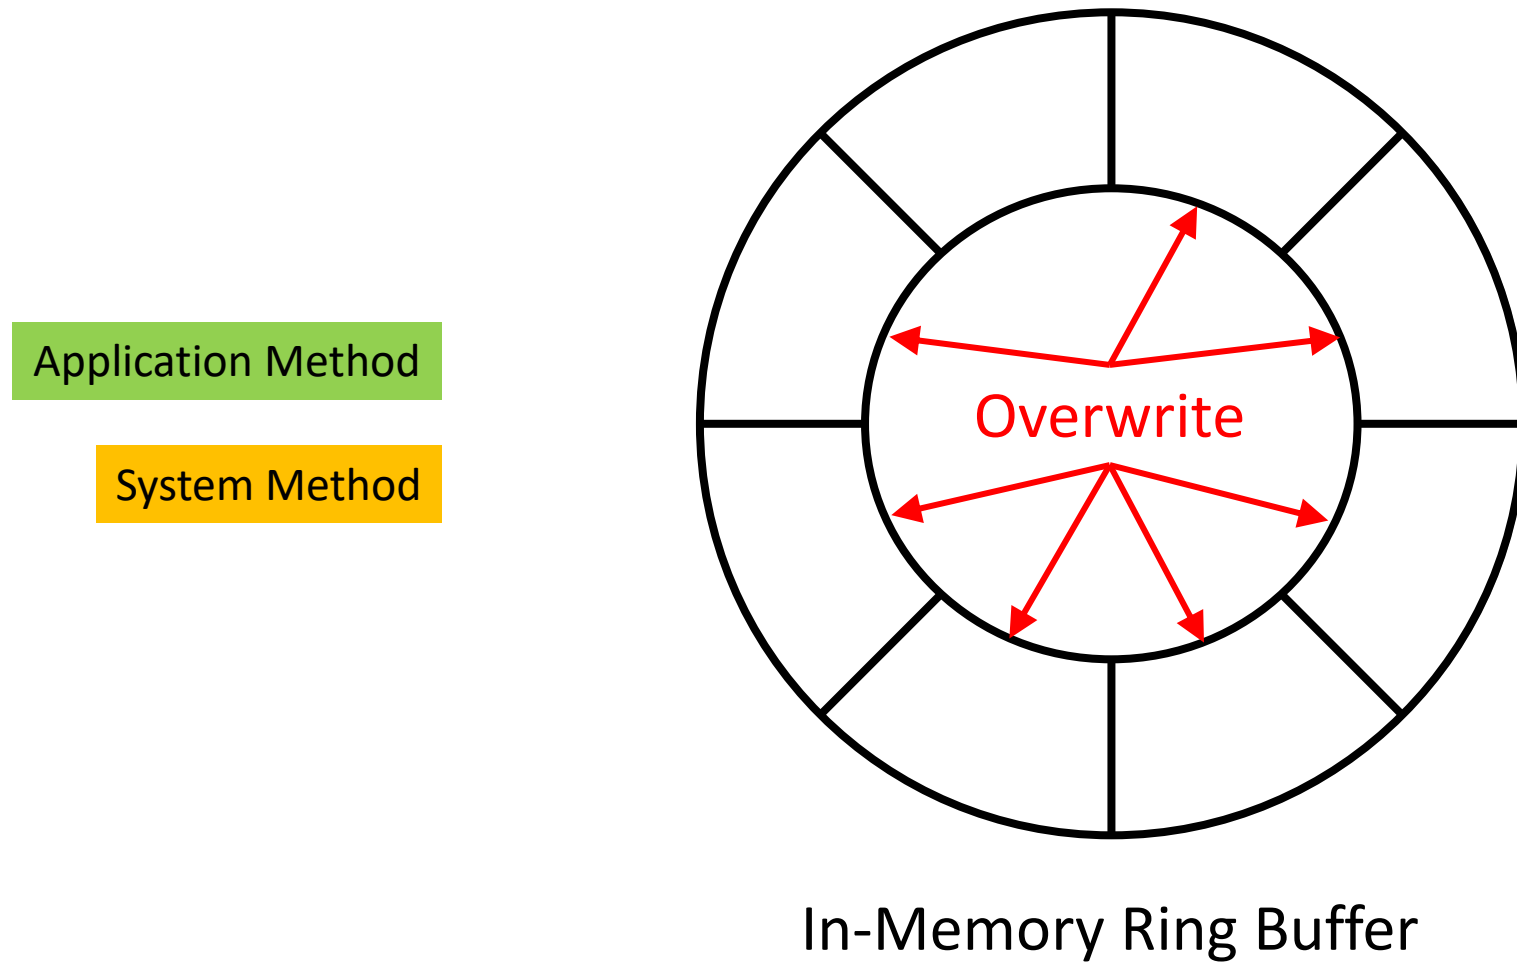 Application Method
System Method
Overwrite
In-Memory Ring Buffer